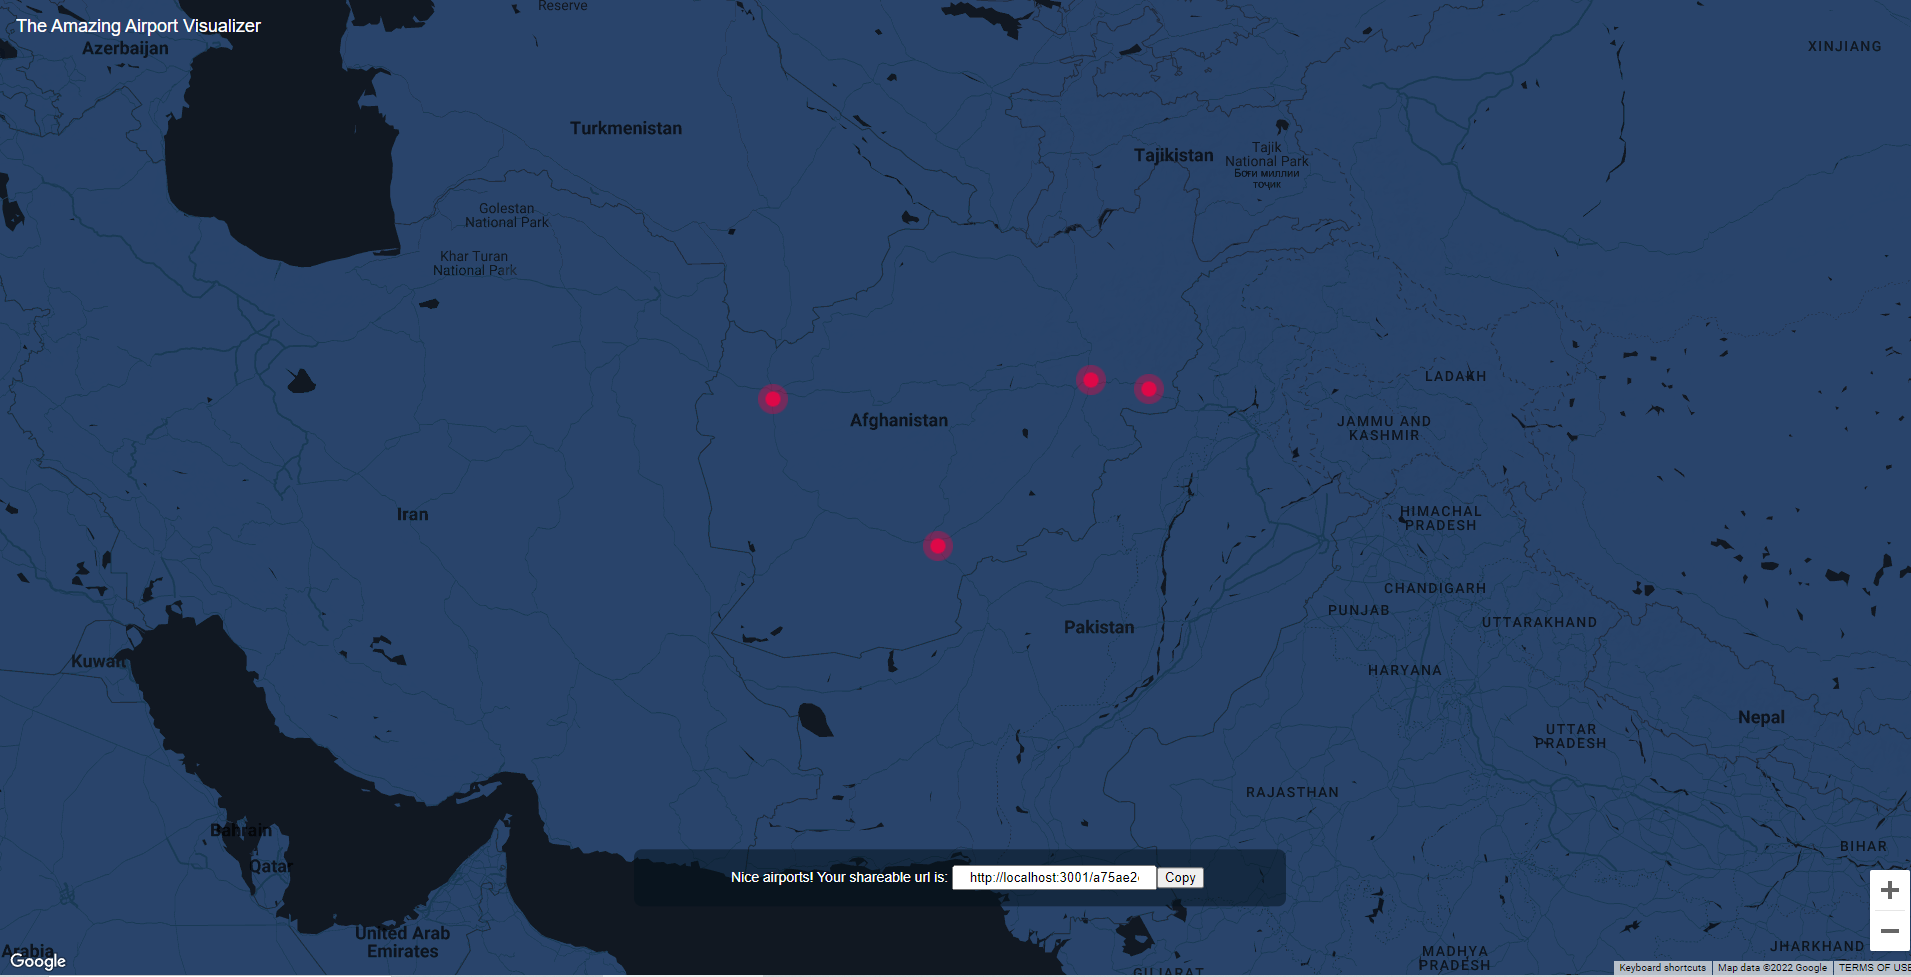 Reserve
The Amazing Airport Visualizer
Azerbaijan
XINJIANG
Turkmenistan
Tajikistan
Tajik
National Park
Боғи миллии
тоҷик
Golestan
National Park
Khar Turan
National Park
LADAKH
Afghanistan
JAMMU AND
KASHMIR
Iran
HIMACHAL
PRADESH
CHANDIGARH
PUNJAB
UTTARAKHAND
Pakistan
Kuwait
HARYANA
Nepal
UTTAR
PRADESH
RAJASTHAN
Bahrain
BIHAR
Qatar
Nice airports! Your shareable url is: http://localhost:3001/a75ae2 Copy
United Arab
Emirates
Arabia
JHARKHAND
MADHYA
PRADESH
GUJARAT
Google
Keyboard shortcuts Map data ©2022 Google TERMS OF USE